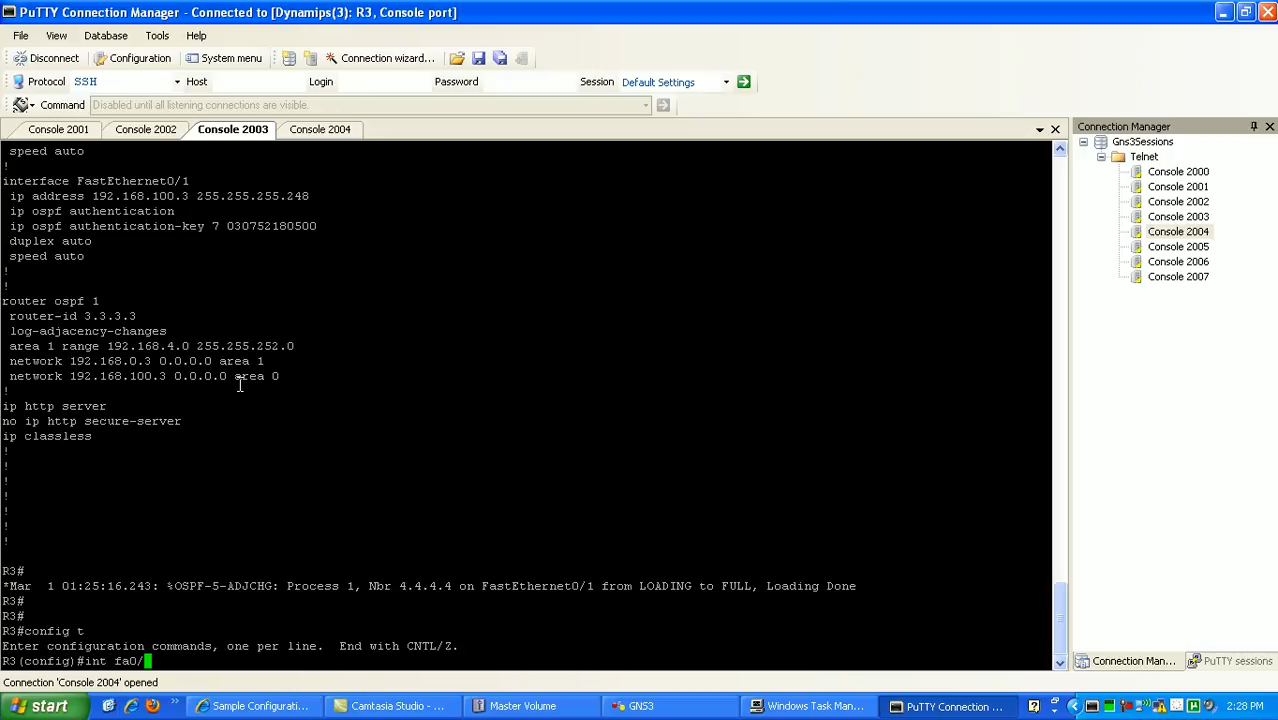 PuTTY Connection Manager - Connected to [Dynamips(3): R3, Console port]
File View Database Tools Help
Disconnect Configuration System menu Connection wizard...
Protocol SSH Host Login Password Session Default Settings
Command Disabled until all listening connections are visible.
Console 2001 Console 2002 Console 2003 Console 2004
speed auto
!
interface FastEthernet0/1
ip address 192.168.100.3 255.255.255.248
ip ospf authentication
ip ospf authentication-key 7 030752180500
duplex auto
speed auto
!
!
router ospf 1
router-id 3.3.3.3
log-adjacency-changes
area 1 range 192.168.4.0 255.255.252.0
network 192.168.0.3 0.0.0.0 area 1
network 192.168.100.3 0.0.0.0 area 0
!
ip http server
no ip http secure-server
ip classless
!
!
!
!
!
!
!
R3#
*Mar 1 01:25:16.243: %OSPF-5-ADJCHG: Process 1, Nbr 4.4.4.4 on FastEthernet0/1 from LOADING to FULL, Loading Done
R3#
R3#
R3#config t
Enter configuration commands, one per line. End with CNTL/Z.
R3(config)#int fa0/
Connection Manager
Gns3Sessions
Telnet
Console 2000
Console 2001
Console 2002
Console 2003
Console 2004
Console 2005
Console 2006
Console 2007
Connection Man... PuTTY sessions
Connection 'Console 2004' opened
start Sample Configurati... Camtasia Studio - ... Master Volume GNS3 Windows Task Man... PuTTY Connection ... 2:28 PM